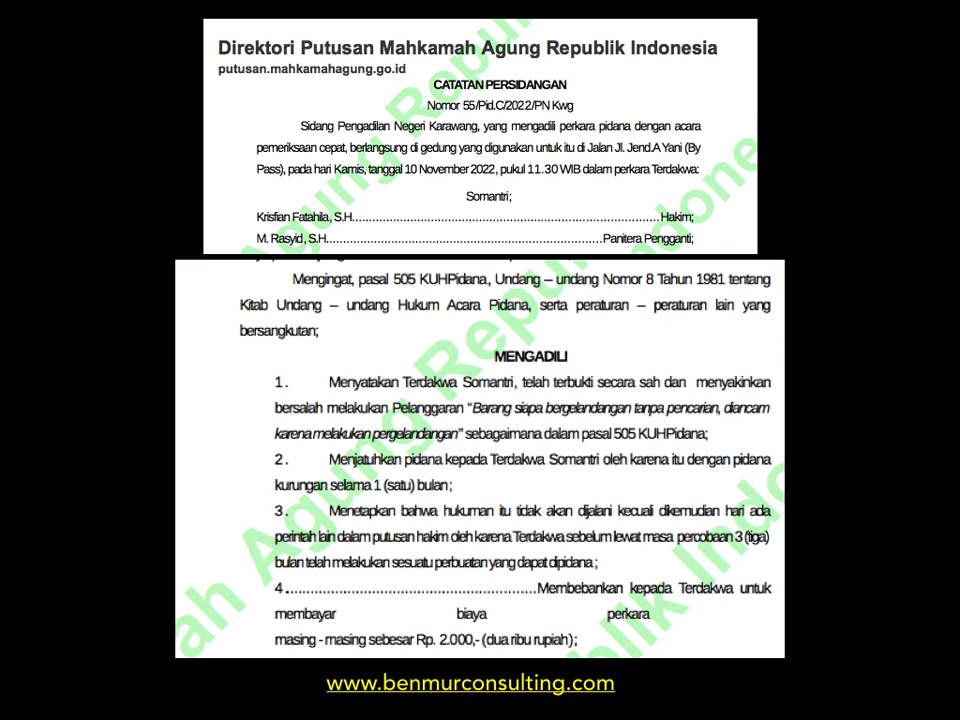 Direktori Putusan Mahkamah Agung Republik Indonesia
putusan.mahkamahagung.go.id
CATATAN PERSIDANGAN
Nomor 55/Pid.C/2022/PN Kwg
Sidang Pengadilan Negeri Karawang, yang mengadili perkara pidana dengan acara
pemeriksaan cepat, berlangsung di gedung yang digunakan untuk itu di Jalan Jl. Jend.A Yani (By
Pass), pada hari Kamis, tanggal 10 November 2022, pukul 11.30 WIB dalam perkara Terdakwa:
Somantri;
Krisfian Fatahila, S.H.................................................................................Hakim;
M. Rasyid, S.H.........................................................................Panitera Pengganti;
Mengingat, pasal 505 KUHPidana, Undang – undang Nomor 8 Tahun 1981 tentang
Kitab Undang – undang Hukum Acara Pidana, serta peraturan – peraturan lain yang
bersangkutan;
MENGADILI
1. Menyatakan Terdakwa Somantri, telah terbukti secara sah dan menyakinkan
bersalah melakukan Pelanggaran "Barang siapa bergelandangan tanpa pencarian, diancam
karena melakukan pergelandangan" sebagaimana dalam pasal 505 KUHPidana;
2. Menjatuhkan pidana kepada Terdakwa Somantri oleh karena itu dengan pidana
kurungan selama 1 (satu) bulan;
3. Menetapkan bahwa hukuman itu tidak akan dijalani kecuali dikemudian hari ada
perintah lain dalam putusan hakim oleh karena Terdakwa sebelum lewat masa percobaan 3 (tiga)
bulan telah melakukan sesuatu perbuatan yang dapat dipidana;
4.......................................................Membebankan kepada Terdakwa untuk
membayar biaya perkara
masing - masing sebesar Rp. 2.000,- (dua ribu rupiah);
www.benmurconsulting.com